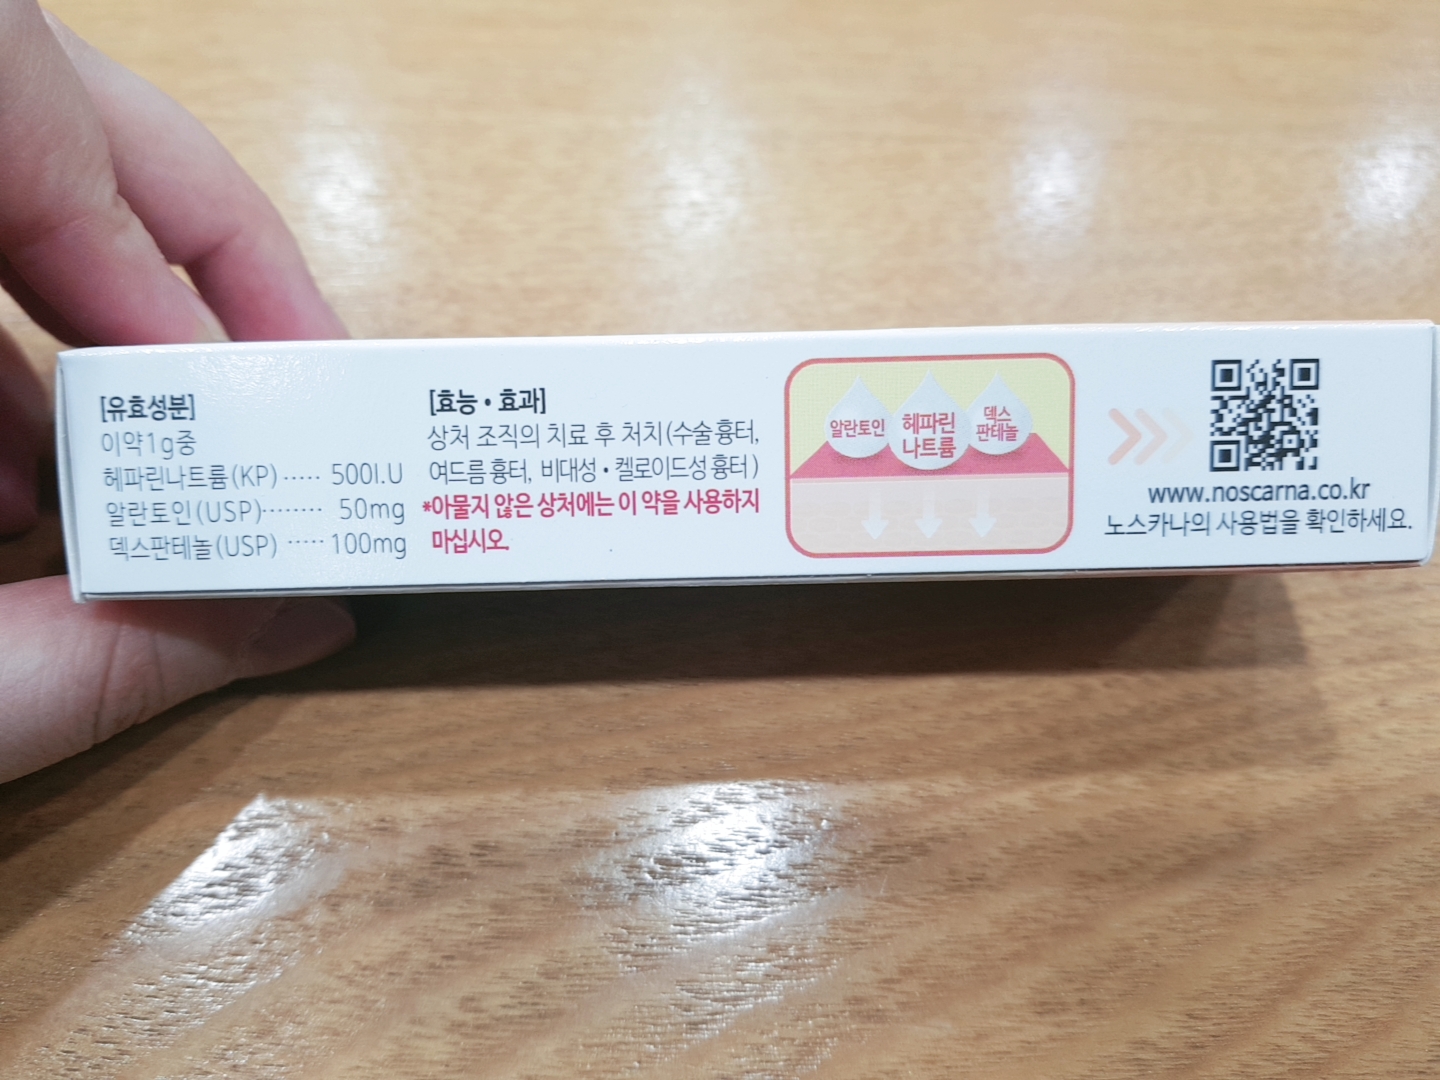 [유효성분]
이약1g중
헤파린나트륨(KP) ····· 500I.U
알란토인(USP)········ 50mg
덱스판테놀(USP) ····· 100mg
[효능 • 효과]
상처 조직의 치료 후 처치(수술흉터,
여드름흉터, 비대성 • 켈로이드성 흉터)
*아물지 않은 상처에는 이 약을 사용하지
마십시오.
알란토인
헤파린
나트륨
덱스
판테놀
www.noscarna.co.kr
노스카나의 사용법을 확인하세요.